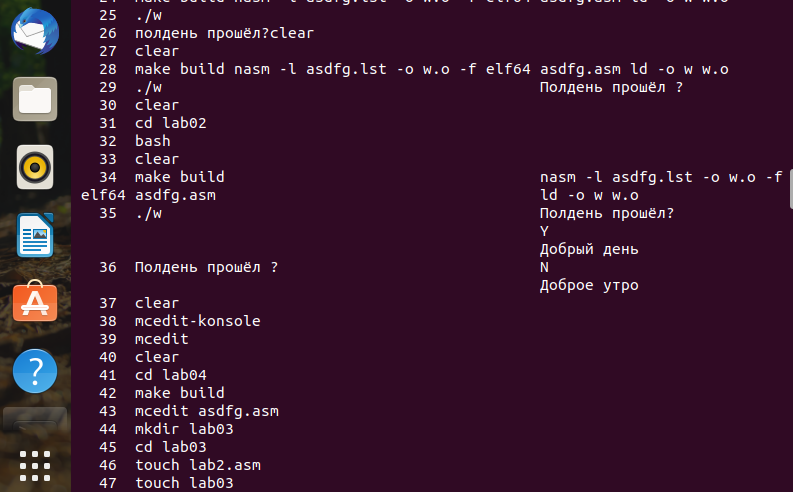 24 make build nasm -l asdfg.lst -o w.o -f elf64 asdfg.asm ld -o w w.o
25 ./w
26 полдень прошёл?clear
27 clear
28 make build nasm -l asdfg.lst -o w.o -f elf64 asdfg.asm ld -o w w.o
29 ./w Полдень прошёл ?
30 clear
31 cd lab02
32 bash
33 clear
34 make build nasm -l asdfg.lst -o w.o -f
elf64 asdfg.asm ld -o w w.o
35 ./w Полдень прошёл?
Y
Добрый день
36 Полдень прошёл ? N
Доброе утро
37 clear
38 mcedit-konsole
39 mcedit
40 clear
41 cd lab04
42 make build
43 mcedit asdfg.asm
44 mkdir lab03
45 cd lab03
46 touch lab2.asm
47 touch lab03